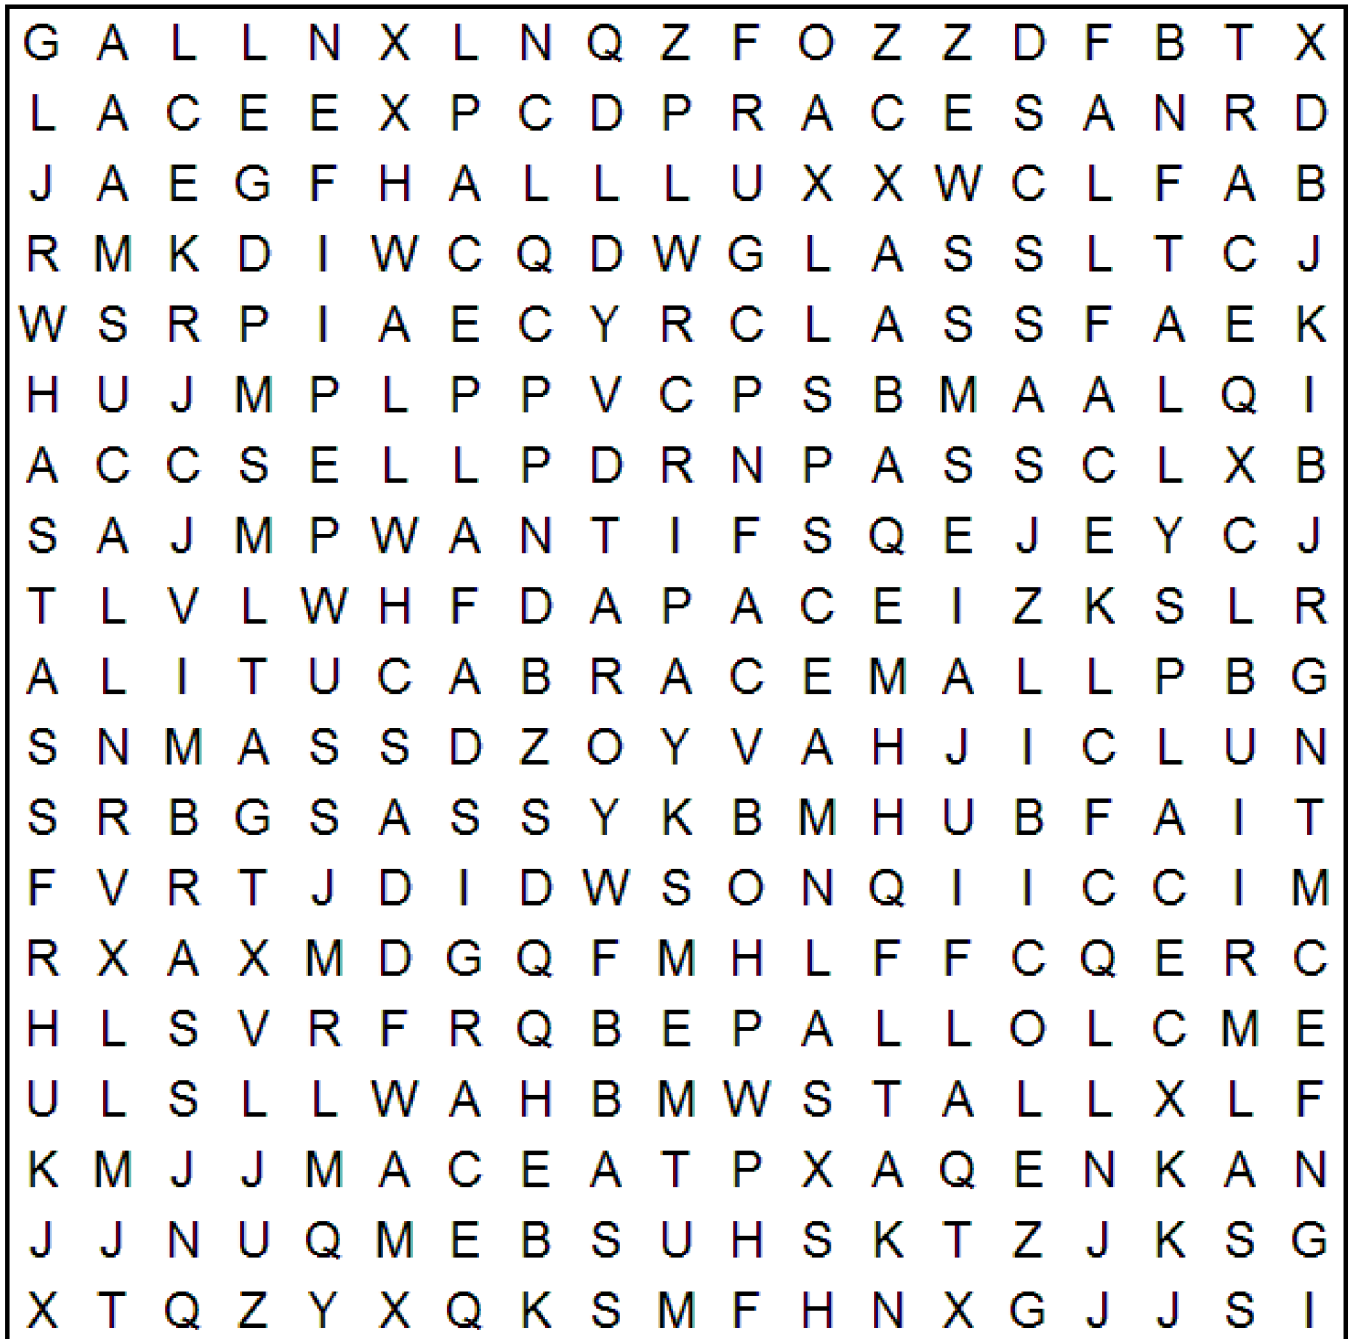 G A L L N X L N Q Z F O Z Z D F B T X
L A C E E X P C D P R A C E S A N R D
J A E G F H A L L L U X X W C L F A B
R M K D I W C Q D W G L A S S L T C J
W S R P I A E C Y R C L A S S F A E K
H U J M P L P P V C P S B M A A L Q I
A C C S E L L P D R N P A S S C L X B
S A J M P W A N T I F S Q E J E Y C J
T L V L W H F D A P A C E I Z K S L R
A L I T U C A B R A C E M A L L P B G
S N M A S S D Z O Y V A H J I C L U N
S R B G S A S S Y K B M H U B F A I T
F V R T J D I D W S O N Q I I C C I M
R X A X M D G Q F M H L F F C Q E R C
H L S V R F R Q B E P A L L O L C M E
U L S L L W A H B M W S T A L L X L F
K M J J M A C E A T P X A Q E N K A N
J J N U Q M E B S U H S K T Z J K S G
X T Q Z Y X Q K S M F H N X G J J S I